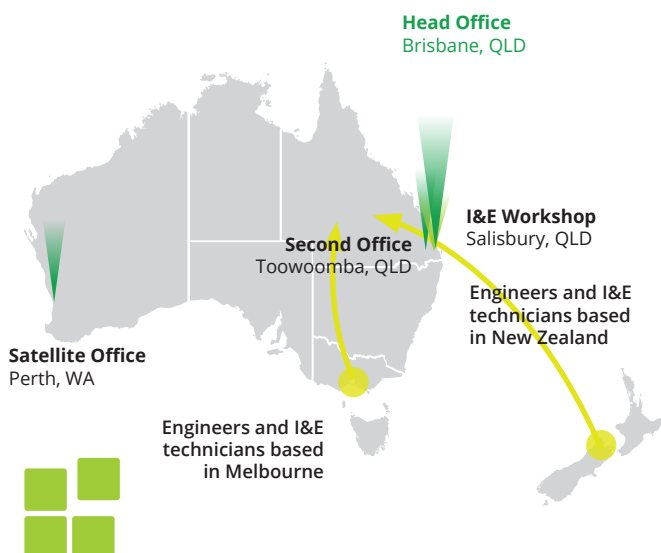 Head Office
Brisbane, QLD
I&E Workshop
Salisbury, QLD
Second Office
Toowoomba, QLD
Engineers and I&E
technicians based
in New Zealand
Satellite Office
Perth, WA
Engineers and I&E
technicians based
in Melbourne